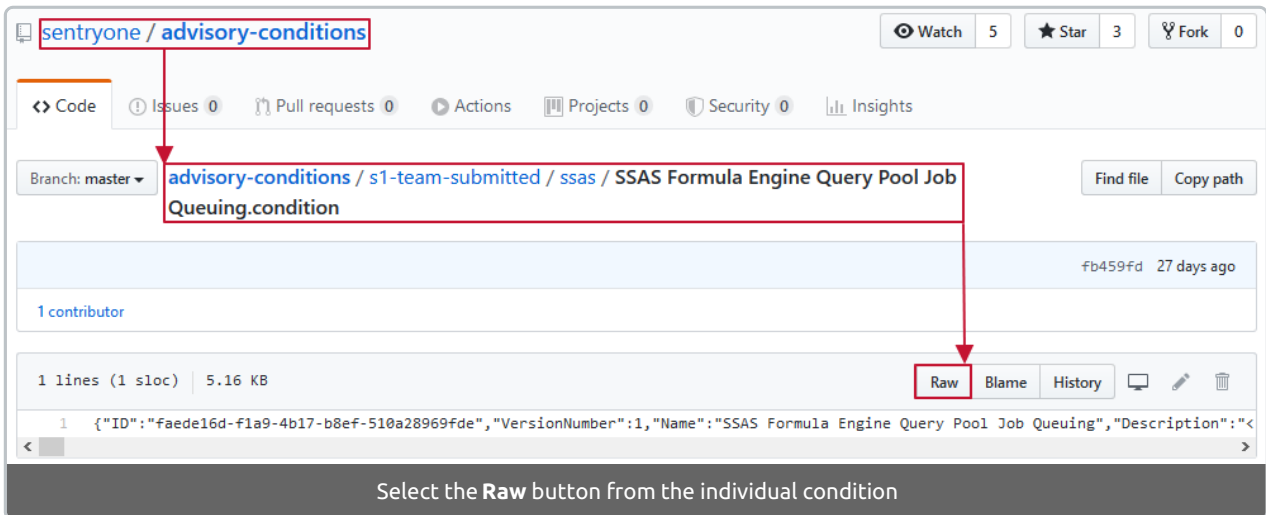 sentryone / advisory-conditions
Watch 5 Star 3 Fork 0
Code Issues 0 Pull requests 0 Actions Projects 0 Security 0 Insights
Branch: master advisory-conditions / s1-team-submitted / ssas / SSAS Formula Engine Query Pool Job Find file Copy path
Queuing.condition
fb459fd 27 days ago
1 contributor
1 lines (1 sloc) 5.16 KB Raw Blame History
1 {"ID":"faede16d-f1a9-4b17-b8ef-510a28969fde","VersionNumber":1,"Name":"SSAS Formula Engine Query Pool Job Queuing","Description":"<
Select the Raw button from the individual condition